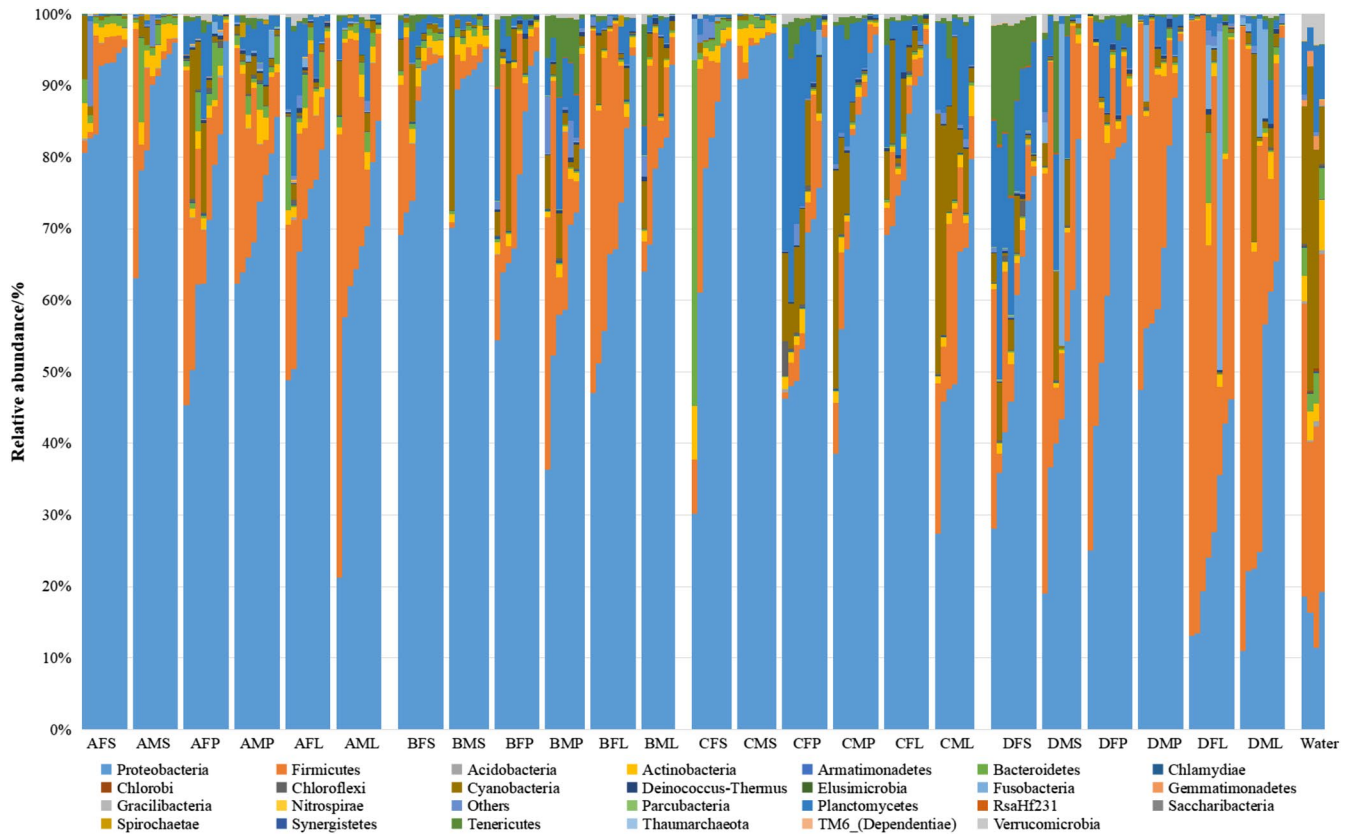 100%
90%
80%
70%
60%
50%
40%
30%
20%
10%
0%
Relative abundance/%
AFS AMS AFP AMP AFL AML BFS BMS BFP BMP BFL BML CFS CMS CFP CMP CFL CML DFS DMS DFP DMP DFL DML Water
Proteobacteria Firmicutes Acidobacteria Actinobacteria Armatimonadetes Bacteroidetes Chlamydiae
Chlorobi Chloroflexi Cyanobacteria Deinococcus-Thermus Elusimicrobia Fusobacteria Gemmatimonadetes
Gracilibacteria Nitrospirae Others Parcubacteria Planctomycetes RsaHf231 Saccharibacteria
Spirochaetae Synergistetes Tenericutes Thaumarchaeota TM6_(Dependentiae) Verrucomicrobia